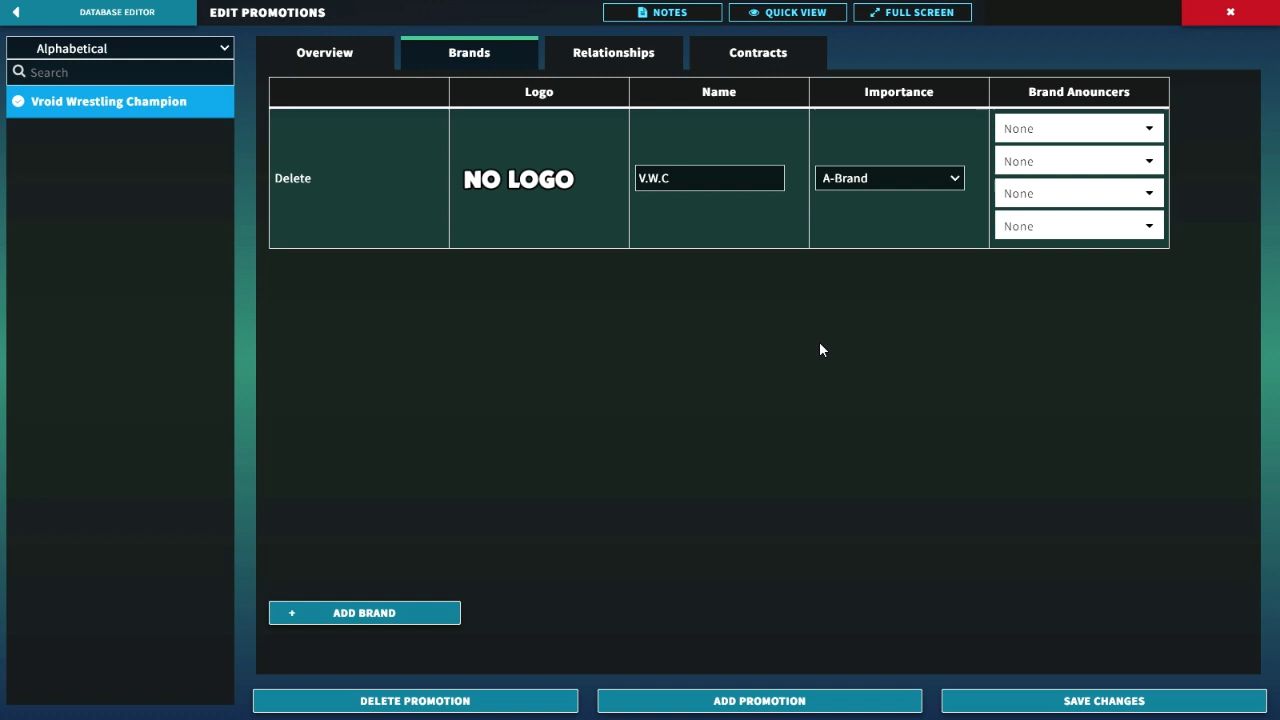 DATABASE EDITOR
EDIT PROMOTIONS
NOTES
QUICK VIEW
FULL SCREEN
Alphabetical
Search
Vroid Wrestling Champion
Overview
Brands
Relationships
Contracts
Logo
Name
Importance
Brand Anouncers
Delete
NO LOGO
V.W.C
A-Brand
None
None
None
None
+ ADD BRAND
DELETE PROMOTION
ADD PROMOTION
SAVE CHANGES